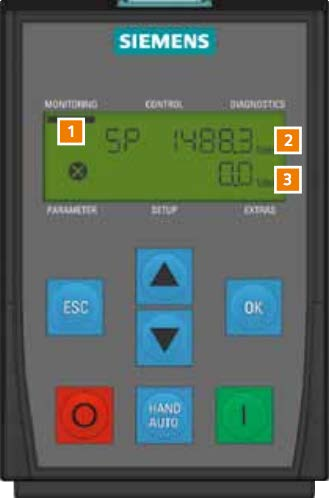 SIEMENS
MONITORING CONTROL DIAGNOSTICS
1
SP 1488.3 2
0.0 3
PARAMETER SETUP EXTRAS
ESC OK
HAND
AUTO
O I